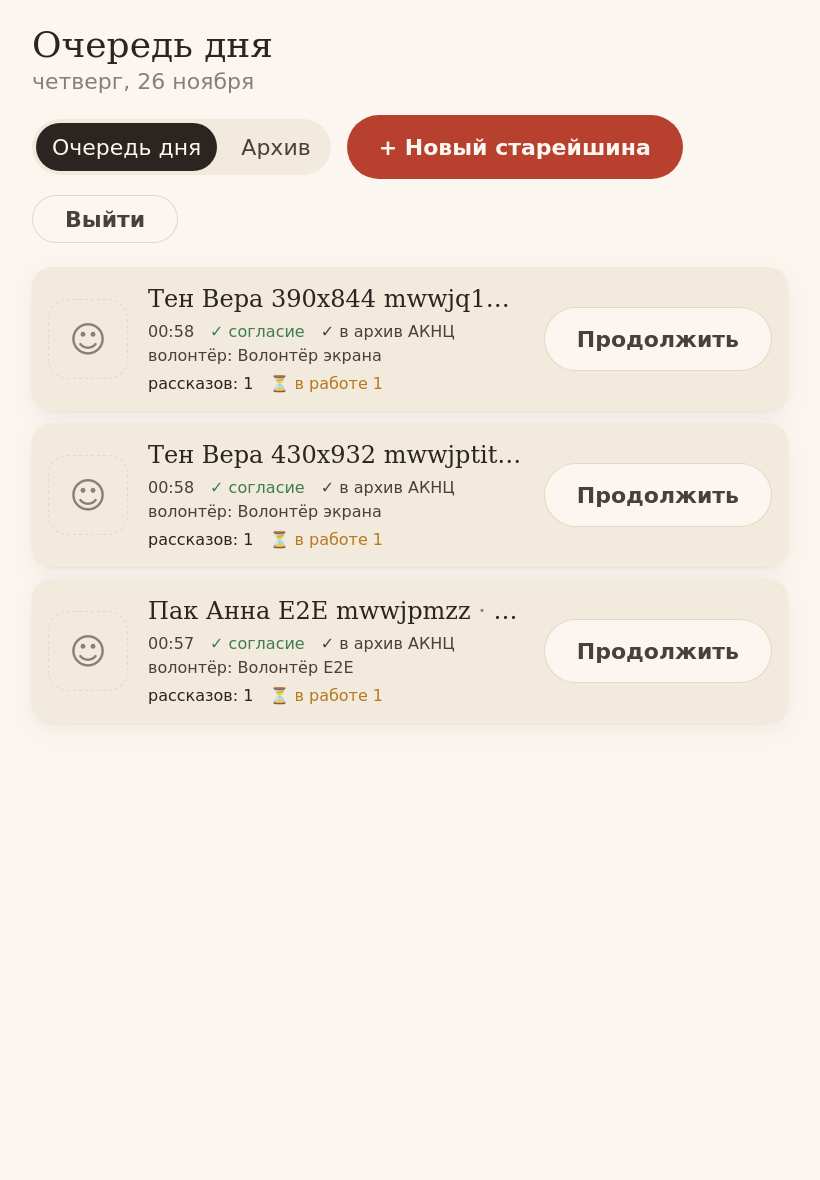 Очередь дня
четверг, 26 ноября
Очередь дня Архив + Новый старейшина
Выйти
Тен Вера 390x844 mwwjq1…
00:58 ✓ согласие ✓ в архив АКНЦ
волонтёр: Волонтёр экрана
рассказов: 1 ⏳ в работе 1
Продолжить
Тен Вера 430x932 mwwjptit…
00:58 ✓ согласие ✓ в архив АКНЦ
волонтёр: Волонтёр экрана
рассказов: 1 ⏳ в работе 1
Продолжить
Пак Анна E2E mwwjpmzz · …
00:57 ✓ согласие ✓ в архив АКНЦ
волонтёр: Волонтёр E2E
рассказов: 1 ⏳ в работе 1
Продолжить